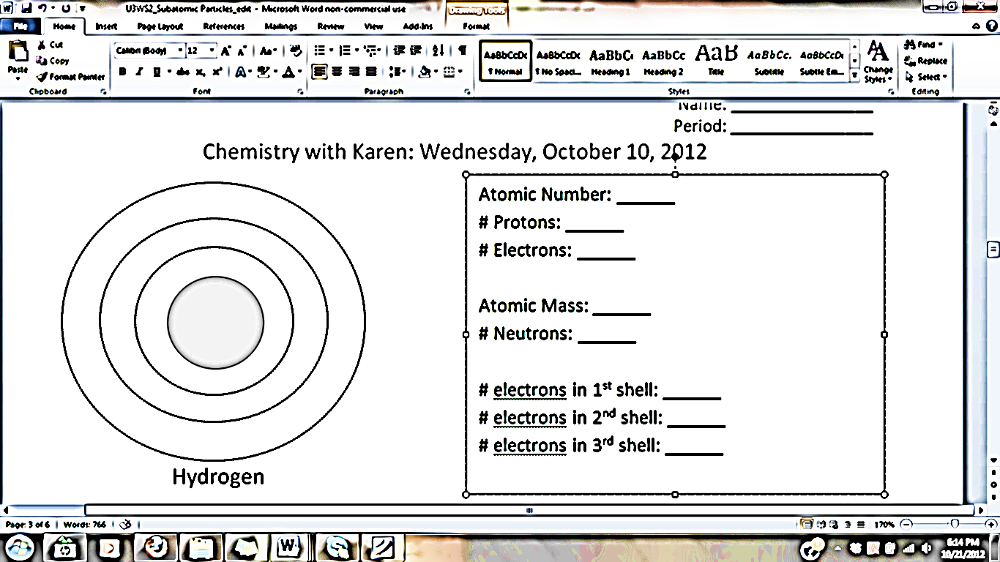 U3WS2_Subatomic Particles_edit - Microsoft Word non-commercial use
Drawing Tools
File Home Insert Page Layout References Mailings Review View Add-Ins Format
Paste
Cut
Copy
Format Painter
Clipboard
Calibri (Body) 12
Font
Paragraph
AaBbCcDc AaBbCcDc AaBbC AaBbCc AaB AaBbCc. AaBbCcDt
¶ Normal ¶ No Spaci... Heading 1 Heading 2 Title Subtitle Subtle Em...
Change Styles
Styles
Find
Replace
Select
Editing
Name: ____________
Period: ____________
Chemistry with Karen: Wednesday, October 10, 2012
Atomic Number: ______
# Protons: ______
# Electrons: ______
Atomic Mass: ______
# Neutrons: ______
# electrons in 1st shell: ______
# electrons in 2nd shell: ______
# electrons in 3rd shell: ______
Hydrogen
Page: 3 of 6 Words: 766 170%
6:14 PM
10/21/2012